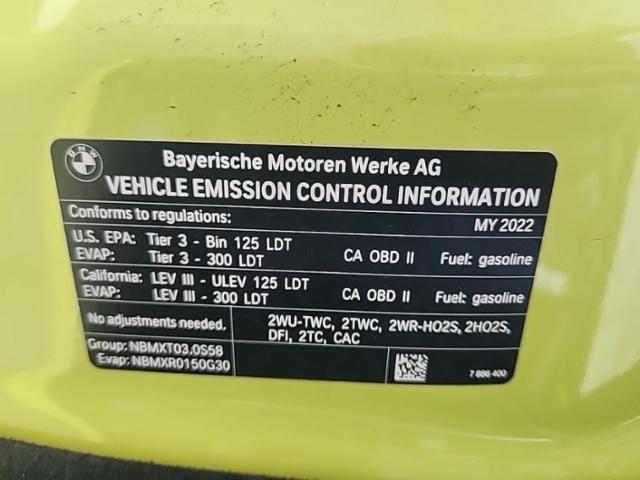 BMW
Bayerische Motoren Werke AG
VEHICLE EMISSION CONTROL INFORMATION
Conforms to regulations: MY 2022
U.S. EPA: Tier 3 - Bin 125 LDT
EVAP: Tier 3 - 300 LDT CA OBD II Fuel: gasoline
California: LEV III - ULEV 125 LDT
EVAP: LEV III - 300 LDT CA OBD II Fuel: gasoline
No adjustments needed. 2WU-TWC, 2TWC, 2WR-HO2S, 2HO2S,
DFI, 2TC, CAC
Group: NBMXT03.0S58
Evap: NBMXR0150G30
7 886 400